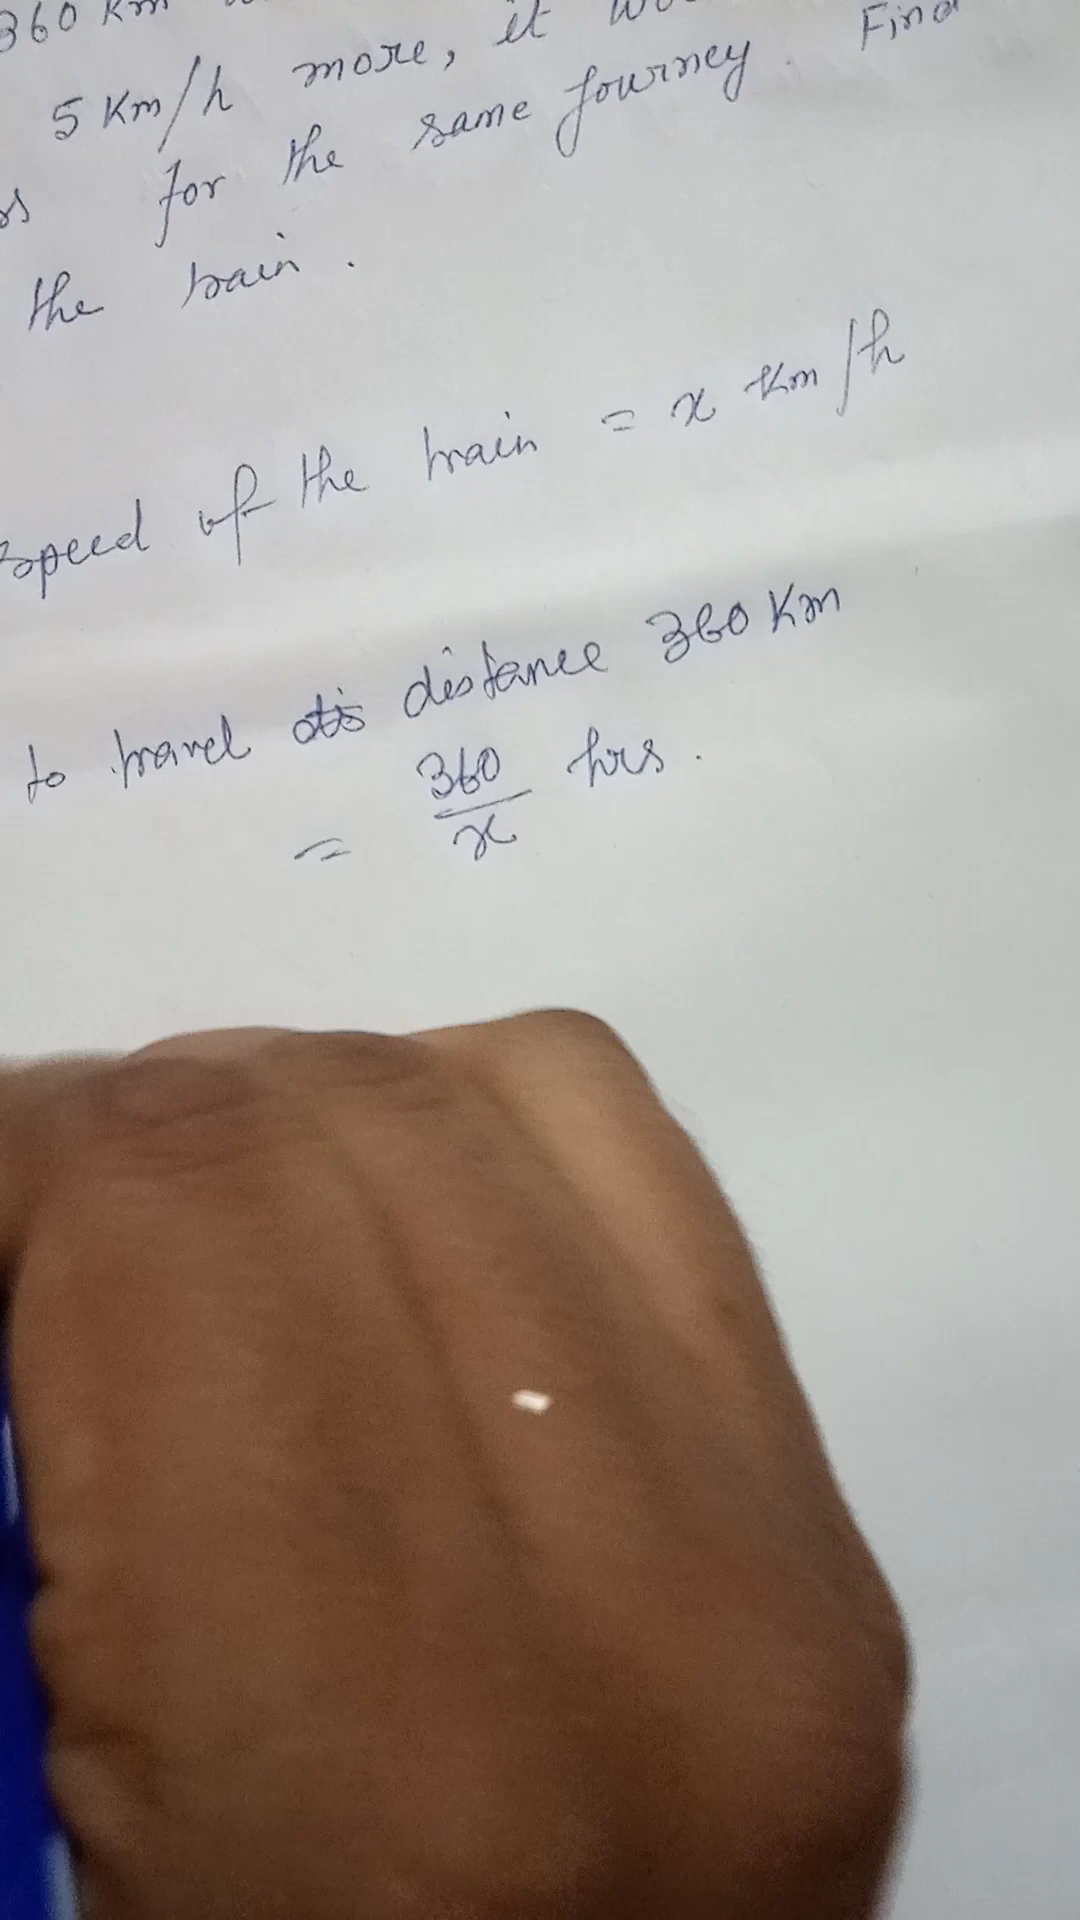 360 Km
5 Km/h more, it
for the same journey. Find
the train.
speed of the train = x km/h
to travel distance 360 Km
= 360/x hrs.